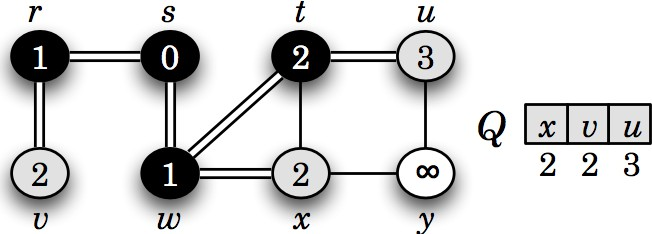 r s t u
1 0 2 3
Q x v u
2 2 3
2 1 2 ∞
v w x y